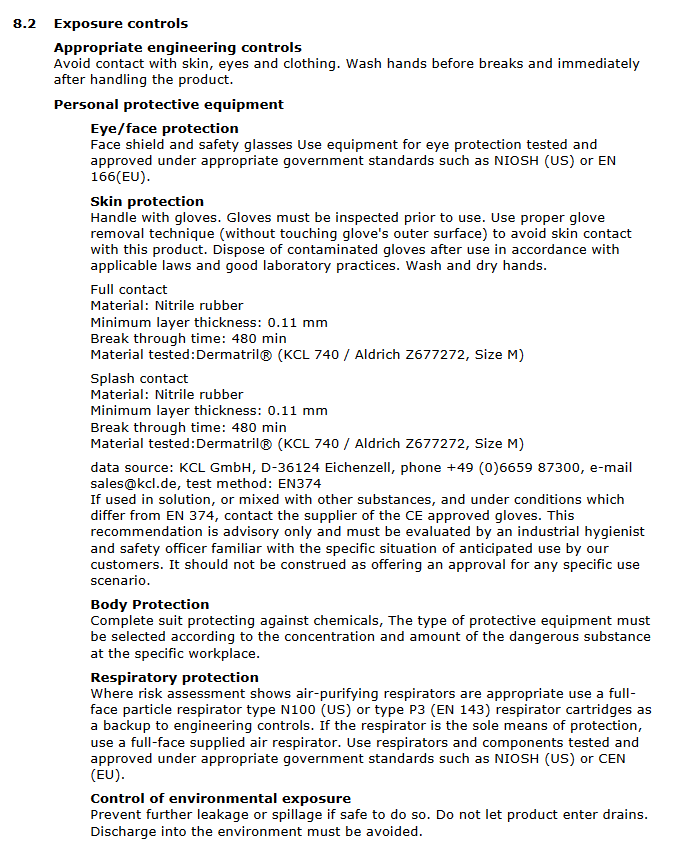 8.2 Exposure controls
Appropriate engineering controls
Avoid contact with skin, eyes and clothing. Wash hands before breaks and immediately
after handling the product.
Personal protective equipment
Eye/face protection
Face shield and safety glasses Use equipment for eye protection tested and
approved under appropriate government standards such as NIOSH (US) or EN
166(EU).
Skin protection
Handle with gloves. Gloves must be inspected prior to use. Use proper glove
removal technique (without touching glove's outer surface) to avoid skin contact
with this product. Dispose of contaminated gloves after use in accordance with
applicable laws and good laboratory practices. Wash and dry hands.
Full contact
Material: Nitrile rubber
Minimum layer thickness: 0.11 mm
Break through time: 480 min
Material tested:Dermatril® (KCL 740 / Aldrich Z677272, Size M)
Splash contact
Material: Nitrile rubber
Minimum layer thickness: 0.11 mm
Break through time: 480 min
Material tested:Dermatril® (KCL 740 / Aldrich Z677272, Size M)
data source: KCL GmbH, D-36124 Eichenzell, phone +49 (0)6659 87300, e-mail
sales@kcl.de, test method: EN374
If used in solution, or mixed with other substances, and under conditions which
differ from EN 374, contact the supplier of the CE approved gloves. This
recommendation is advisory only and must be evaluated by an industrial hygienist
and safety officer familiar with the specific situation of anticipated use by our
customers. It should not be construed as offering an approval for any specific use
scenario.
Body Protection
Complete suit protecting against chemicals, The type of protective equipment must
be selected according to the concentration and amount of the dangerous substance
at the specific workplace.
Respiratory protection
Where risk assessment shows air-purifying respirators are appropriate use a full-
face particle respirator type N100 (US) or type P3 (EN 143) respirator cartridges as
a backup to engineering controls. If the respirator is the sole means of protection,
use a full-face supplied air respirator. Use respirators and components tested and
approved under appropriate government standards such as NIOSH (US) or CEN
(EU).
Control of environmental exposure
Prevent further leakage or spillage if safe to do so. Do not let product enter drains.
Discharge into the environment must be avoided.